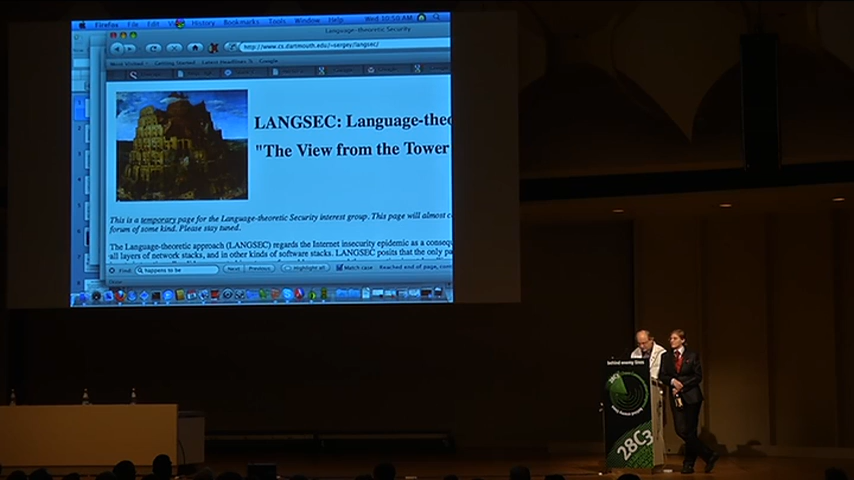 Firefox File Edit View History Bookmarks Tools Window Help Wed 10:50 AM
Language-theoretic Security
http://www.cs.dartmouth.edu/~sergey/langsec/
Most Visited Getting Started Latest Headlines Google
LANGSEC: Language-theo
"The View from the Tower
This is a temporary page for the Language-theoretic Security interest group. This page will almost c
forum of some kind. Please stay tuned.
The Language-theoretic approach (LANGSEC) regards the Internet insecurity epidemic as a consequ
all layers of network stacks, and in other kinds of software stacks. LANGSEC posits that the only pa
Find: happens to be Next Previous Highlight all Match case Reached end of page, cont
behind enemy lines
28C3
28C3